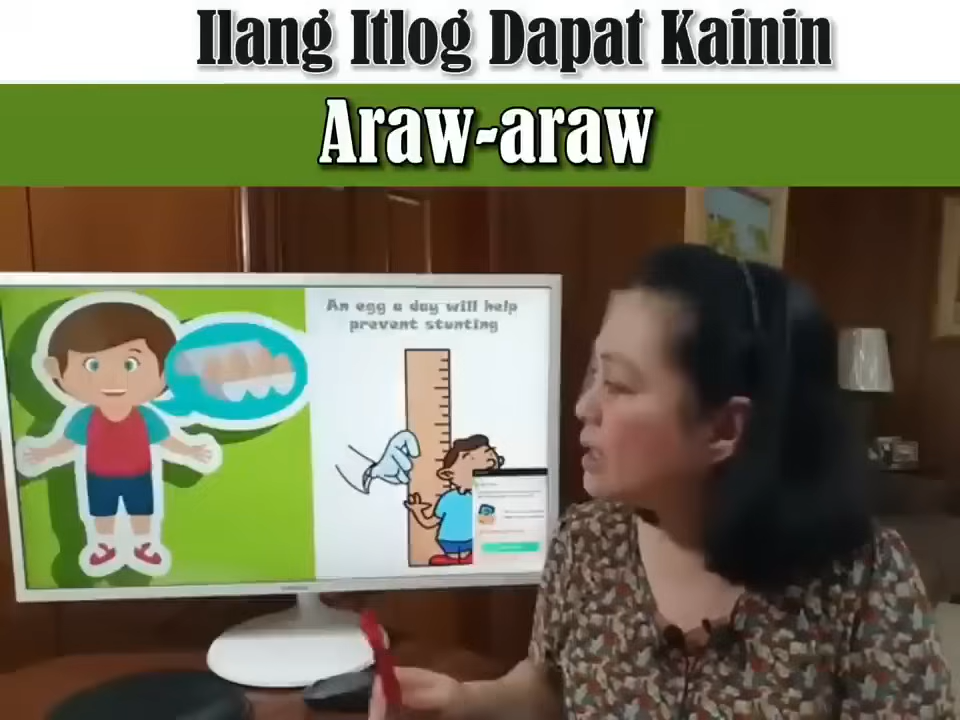 Ilang Itlog Dapat Kainin
Araw-araw
An egg a day will help
prevent stunting